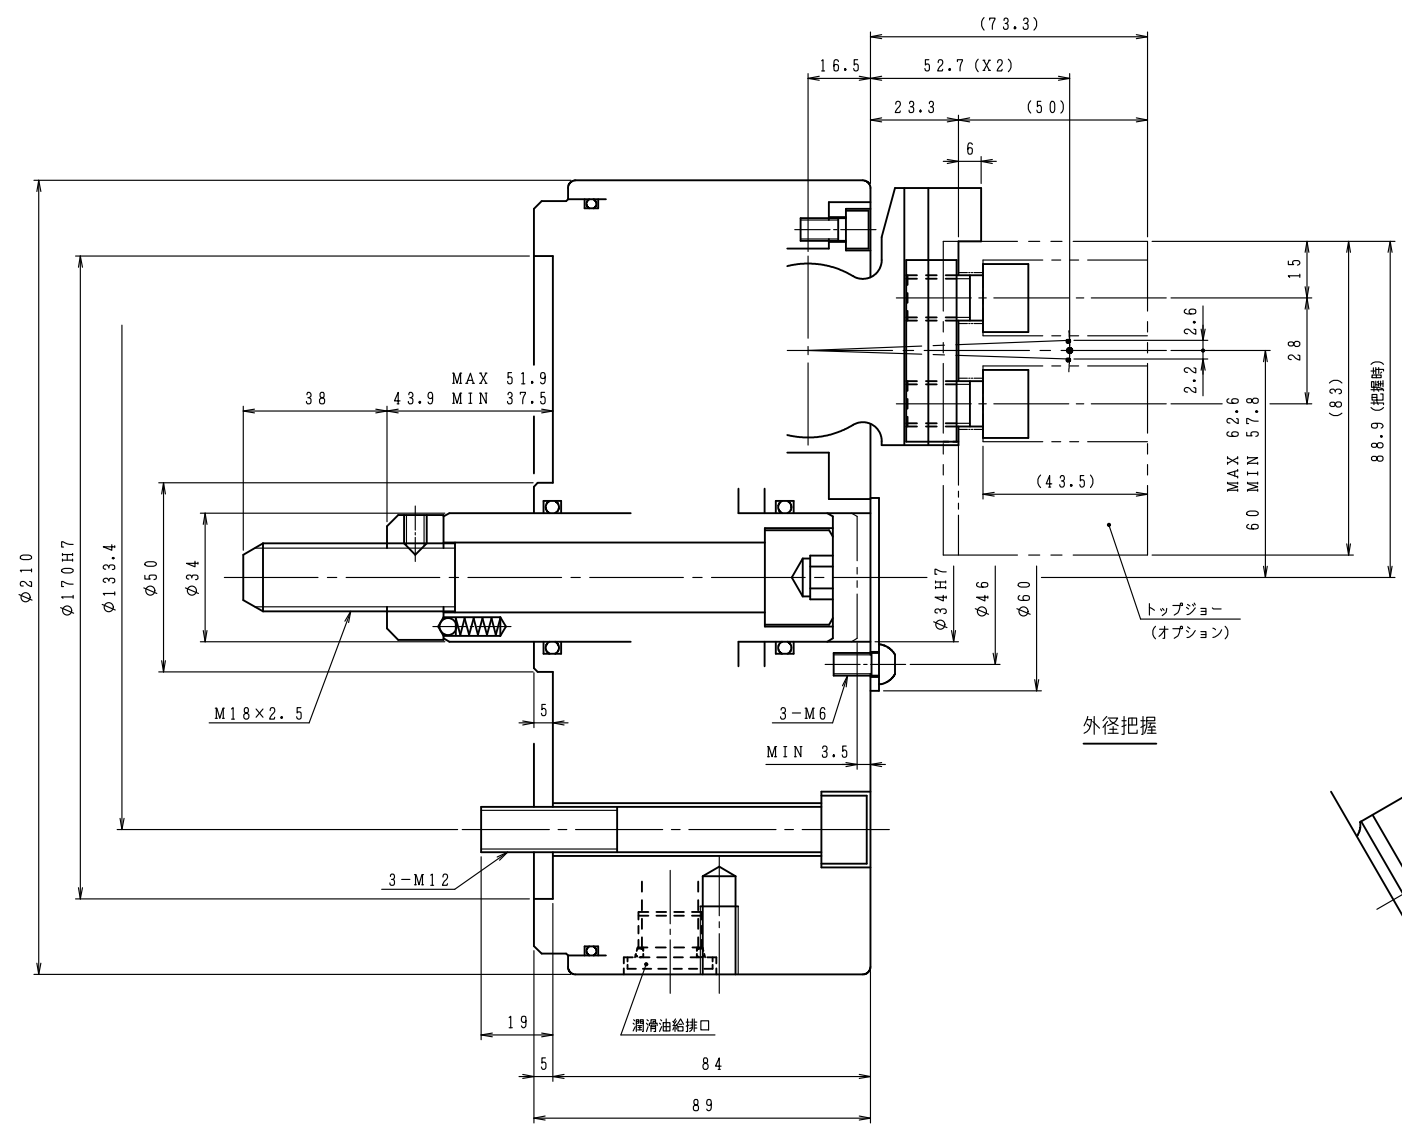 (73.3)
16.5
52.7(X2)
23.3
(50)
6
15
2.6
28
2.2
(83)
88.9(把握時)
MAX 51.9
43.9 MIN 37.5
38
MAX 62.6
60 MIN 57.8
(43.5)
φ210
φ170H7
φ133.4
φ50
φ34
φ34H7
φ46
φ60
トップジョー
(オプション)
M18×2.5
5
3-M6
外径把握
MIN 3.5
3-M12
19
潤滑油給排口
5
84
89